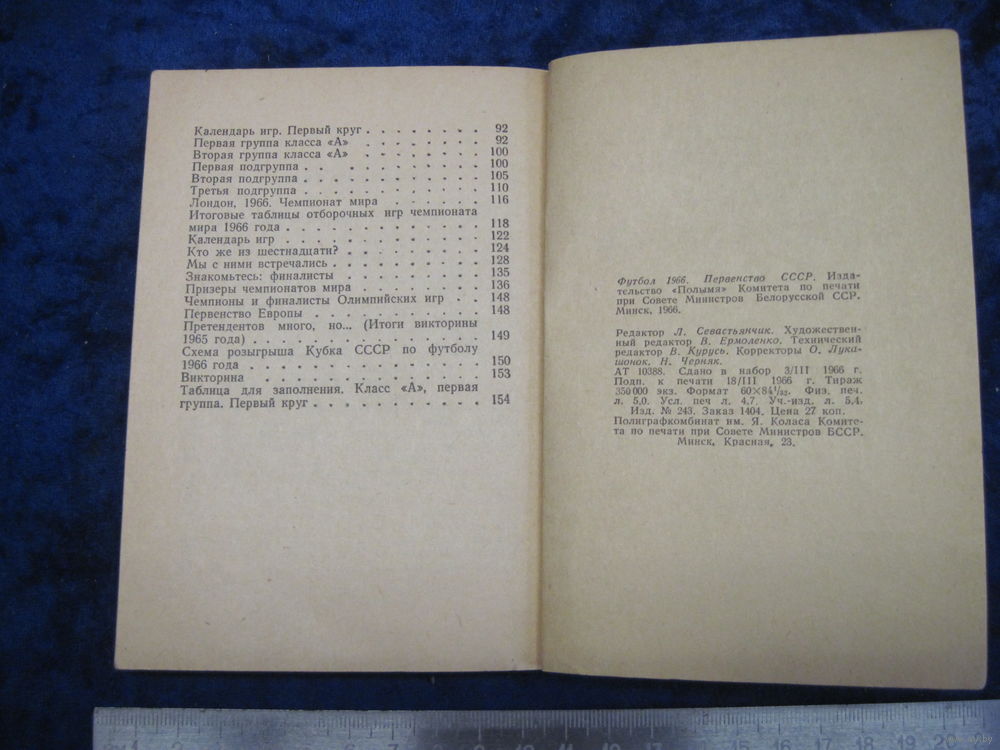 Календарь игр. Первый круг . . . . . . . . 92
Первая группа класса «А» . . . . . . . . 92
Вторая группа класса «А» . . . . . . . . 100
Первая подгруппа . . . . . . . . . . . 100
Вторая подгруппа . . . . . . . . . . . 105
Третья подгруппа . . . . . . . . . . . 110
Лондон, 1966. Чемпионат мира . . . . . . 116
Итоговые таблицы отборочных игр чемпионата
мира 1966 года . . . . . . . . . . . . 118
Календарь игр . . . . . . . . . . . . 122
Кто же из шестнадцати? . . . . . . . . . 124
Мы с ними встречались . . . . . . . . . 128
Знакомьтесь: финалисты . . . . . . . . . 135
Призеры чемпионатов мира . . . . . . . . 136
Чемпионы и финалисты Олимпийских игр . . 148
Первенство Европы . . . . . . . . . . . 148
Претендентов много, но... (Итоги викторины
1965 года) . . . . . . . . . . . . . . 149
Схема розыгрыша Кубка СССР по футболу
1966 года . . . . . . . . . . . . . . 150
Викторина . . . . . . . . . . . . . . 153
Таблица для заполнения. Класс «А», первая
группа. Первый круг . . . . . . . . . . 154
Футбол 1966. Первенство СССР. Изда-
тельство «Полымя» Комитета по печати
при Совете Министров Белорусской ССР.
Минск, 1966.
Редактор Л. Севастьянчик. Художествен-
ный редактор В. Ермоленко. Технический
редактор В. Курусь. Корректоры О. Лука-
шонок, Н. Черняк.
АТ 10388. Сдано в набор 3/III 1966 г.
Подп. к печати 18/III 1966 г. Тираж
350 000 экз. Формат 60×84¹/₃₂. Физ. печ.
л. 5,0. Усл. печ л. 4,7. Уч.-изд. л. 5,4.
Изд. № 243. Заказ 1404. Цена 27 коп.
Полиграфкомбинат им. Я. Коласа Комите-
та по печати при Совете Министров БССР.
Минск, Красная, 23.